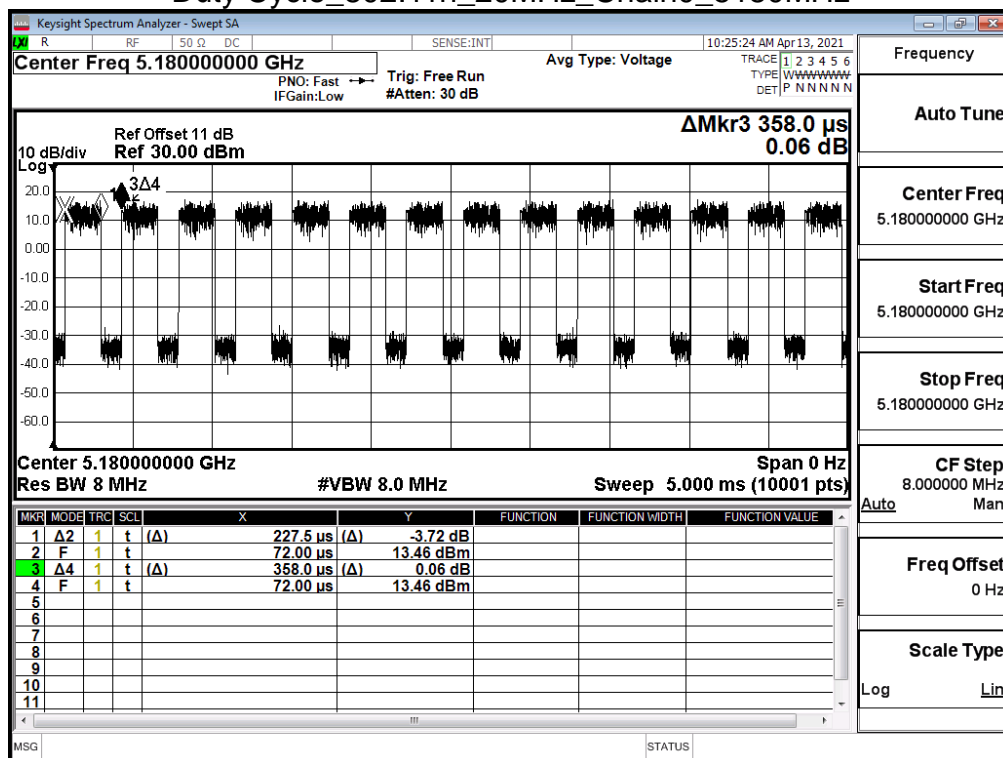 Keysight Spectrum Analyzer - Swept SA
LXI R RF 50 Ω DC SENSE:INT 10:25:24 AM Apr 13, 2021
Center Freq 5.180000000 GHz
Avg Type: Voltage
TRACE 1 2 3 4 5 6
PNO: Fast
Trig: Free Run
TYPE WWWWWWW
IFGain:Low
#Atten: 30 dB
DET P N N N N N
ΔMkr3 358.0 µs
0.06 dB
Ref Offset 11 dB
10 dB/div Ref 30.00 dBm
Log
3Δ4
20.0
10.0
0.00
-10.0
-20.0
-30.0
-40.0
-50.0
-60.0
Center 5.180000000 GHz Span 0 Hz
Res BW 8 MHz #VBW 8.0 MHz Sweep 5.000 ms (10001 pts)
MKR MODE TRC SCL X Y FUNCTION FUNCTION WIDTH FUNCTION VALUE
1 Δ2 1 t (Δ) 227.5 µs (Δ) -3.72 dB
2 F 1 t 72.00 µs 13.46 dBm
3 Δ4 1 t (Δ) 358.0 µs (Δ) 0.06 dB
4 F 1 t 72.00 µs 13.46 dBm
5
6
7
8
9
10
11
MSG STATUS
Frequency
Auto Tune
Center Freq
5.180000000 GHz
Start Freq
5.180000000 GHz
Stop Freq
5.180000000 GHz
CF Step
8.000000 MHz
Auto Man
Freq Offset
0 Hz
Scale Type
Log Lin